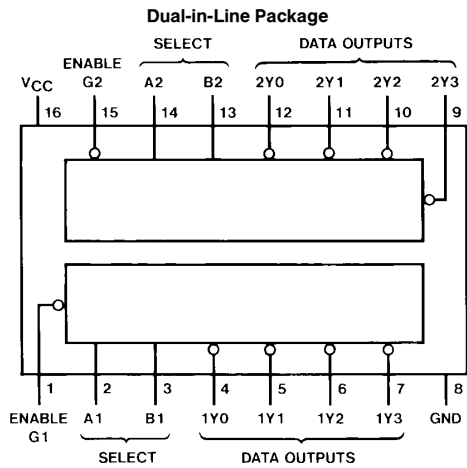 Dual-in-Line Package
SELECT DATA OUTPUTS
ENABLE
VCC G2 A2 B2 2Y0 2Y1 2Y2 2Y3
16 15 14 13 12 11 10 9
1 2 3 4 5 6 7 8
ENABLE A1 B1 1Y0 1Y1 1Y2 1Y3 GND
G1
SELECT DATA OUTPUTS